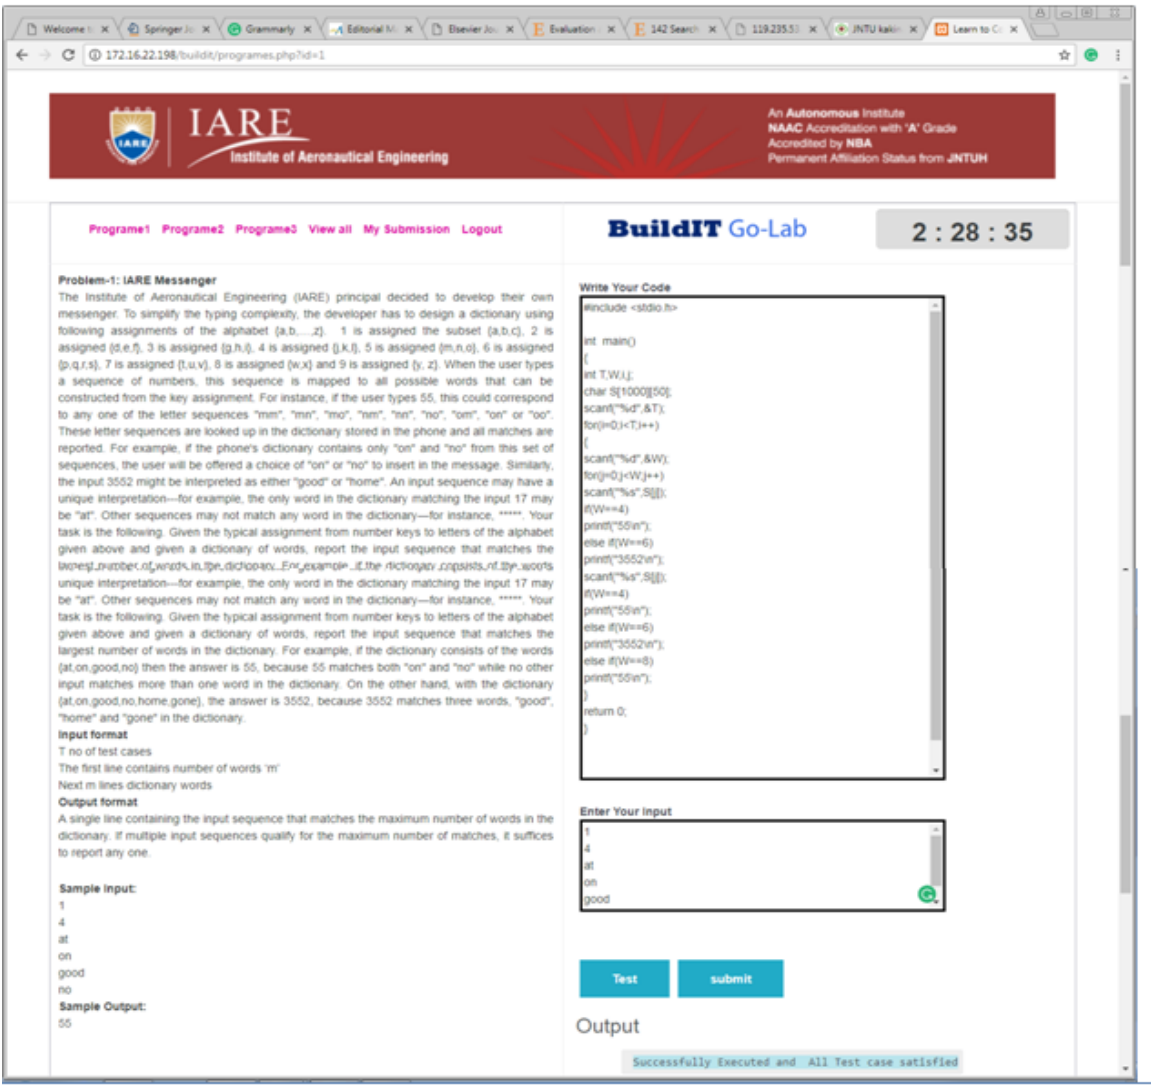 Welcome t
Springer Jo
Grammarly
Editorial M
Elsevier Jou
Evaluation
142 Search
119.235.53
JNTU kakin
Learn to Co
172.16.22.198/buildit/programes.php?id=1
IARE
IARE
Institute of Aeronautical Engineering
An Autonomous Institute
NAAC Accreditation with 'A' Grade
Accredited by NBA
Permanent Affiliation Status from JNTUH
Programe1 Programe2 Programe3 View all My Submission Logout
BuildIT Go-Lab
2 : 28 : 35
Problem-1: IARE Messenger
The Institute of Aeronautical Engineering (IARE) principal decided to develop their own
messenger. To simplify the typing complexity, the developer has to design a dictionary using
following assignments of the alphabet {a,b,...,z}. 1 is assigned the subset {a,b,c}, 2 is
assigned {d,e,f}, 3 is assigned {g,h,i}, 4 is assigned {j,k,l}, 5 is assigned {m,n,o}, 6 is assigned
{p,q,r,s}, 7 is assigned {t,u,v}, 8 is assigned {w,x} and 9 is assigned {y, z}. When the user types
a sequence of numbers, this sequence is mapped to all possible words that can be
constructed from the key assignment. For instance, if the user types 55, this could correspond
to any one of the letter sequences "mm", "mn", "mo", "nm", "nn", "no", "om", "on" or "oo".
These letter sequences are looked up in the dictionary stored in the phone and all matches are
reported. For example, if the phone's dictionary contains only "on" and "no" from this set of
sequences, the user will be offered a choice of "on" or "no" to insert in the message. Similarly,
the input 3552 might be interpreted as either "good" or "home". An input sequence may have a
unique interpretation---for example, the only word in the dictionary matching the input 17 may
be "at". Other sequences may not match any word in the dictionary—for instance, *****. Your
task is the following. Given the typical assignment from number keys to letters of the alphabet
given above and given a dictionary of words, report the input sequence that matches the
largest number of words in the dictionary. For example, if the dictionary consists of the words
unique interpretation---for example, the only word in the dictionary matching the input 17 may
be "at". Other sequences may not match any word in the dictionary—for instance, *****. Your
task is the following. Given the typical assignment from number keys to letters of the alphabet
given above and given a dictionary of words, report the input sequence that matches the
largest number of words in the dictionary. For example, if the dictionary consists of the words
{at,on,good,no} then the answer is 55, because 55 matches both "on" and "no" while no other
input matches more than one word in the dictionary. On the other hand, with the dictionary
{at,on,good,no,home,gone}, the answer is 3552, because 3552 matches three words, "good",
"home" and "gone" in the dictionary.
Input format
T no of test cases
The first line contains number of words 'm'
Next m lines dictionary words
Output format
A single line containing the input sequence that matches the maximum number of words in the
dictionary. If multiple input sequences qualify for the maximum number of matches, it suffices
to report any one.
Sample Input:
1
4
at
on
good
no
Sample Output:
55
Write Your Code
#include <stdio.h>
int main()
{
int T,W,i,j;
char S[1000][50];
scanf("%d",&T);
for(i=0;i<T;i++)
{
scanf("%d",&W);
for(j=0;j<W;j++)
scanf("%s",S[j]);
if(W==4)
printf("55\n");
else if(W==6)
printf("3552\n");
scanf("%s",S[j]);
if(W==4)
printf("55\n");
else if(W==6)
printf("3552\n");
else if(W==8)
printf("55\n");
}
return 0;
}
Enter Your Input
1
4
at
on
good
Test
submit
Output
Successfully Executed and All Test case satisfied